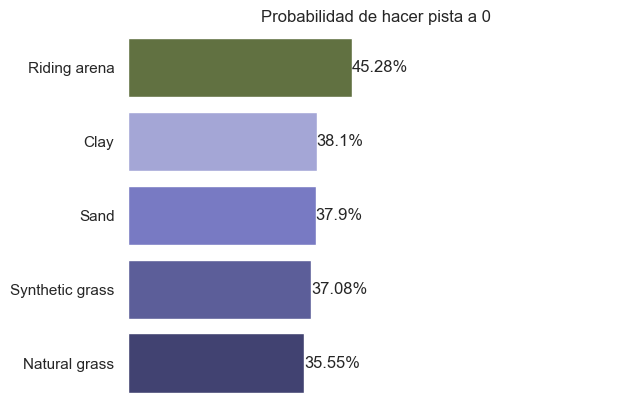 Probabilidad de hacer pista a 0
Riding arena 45.28%
Clay 38.1%
Sand 37.9%
Synthetic grass 37.08%
Natural grass 35.55%